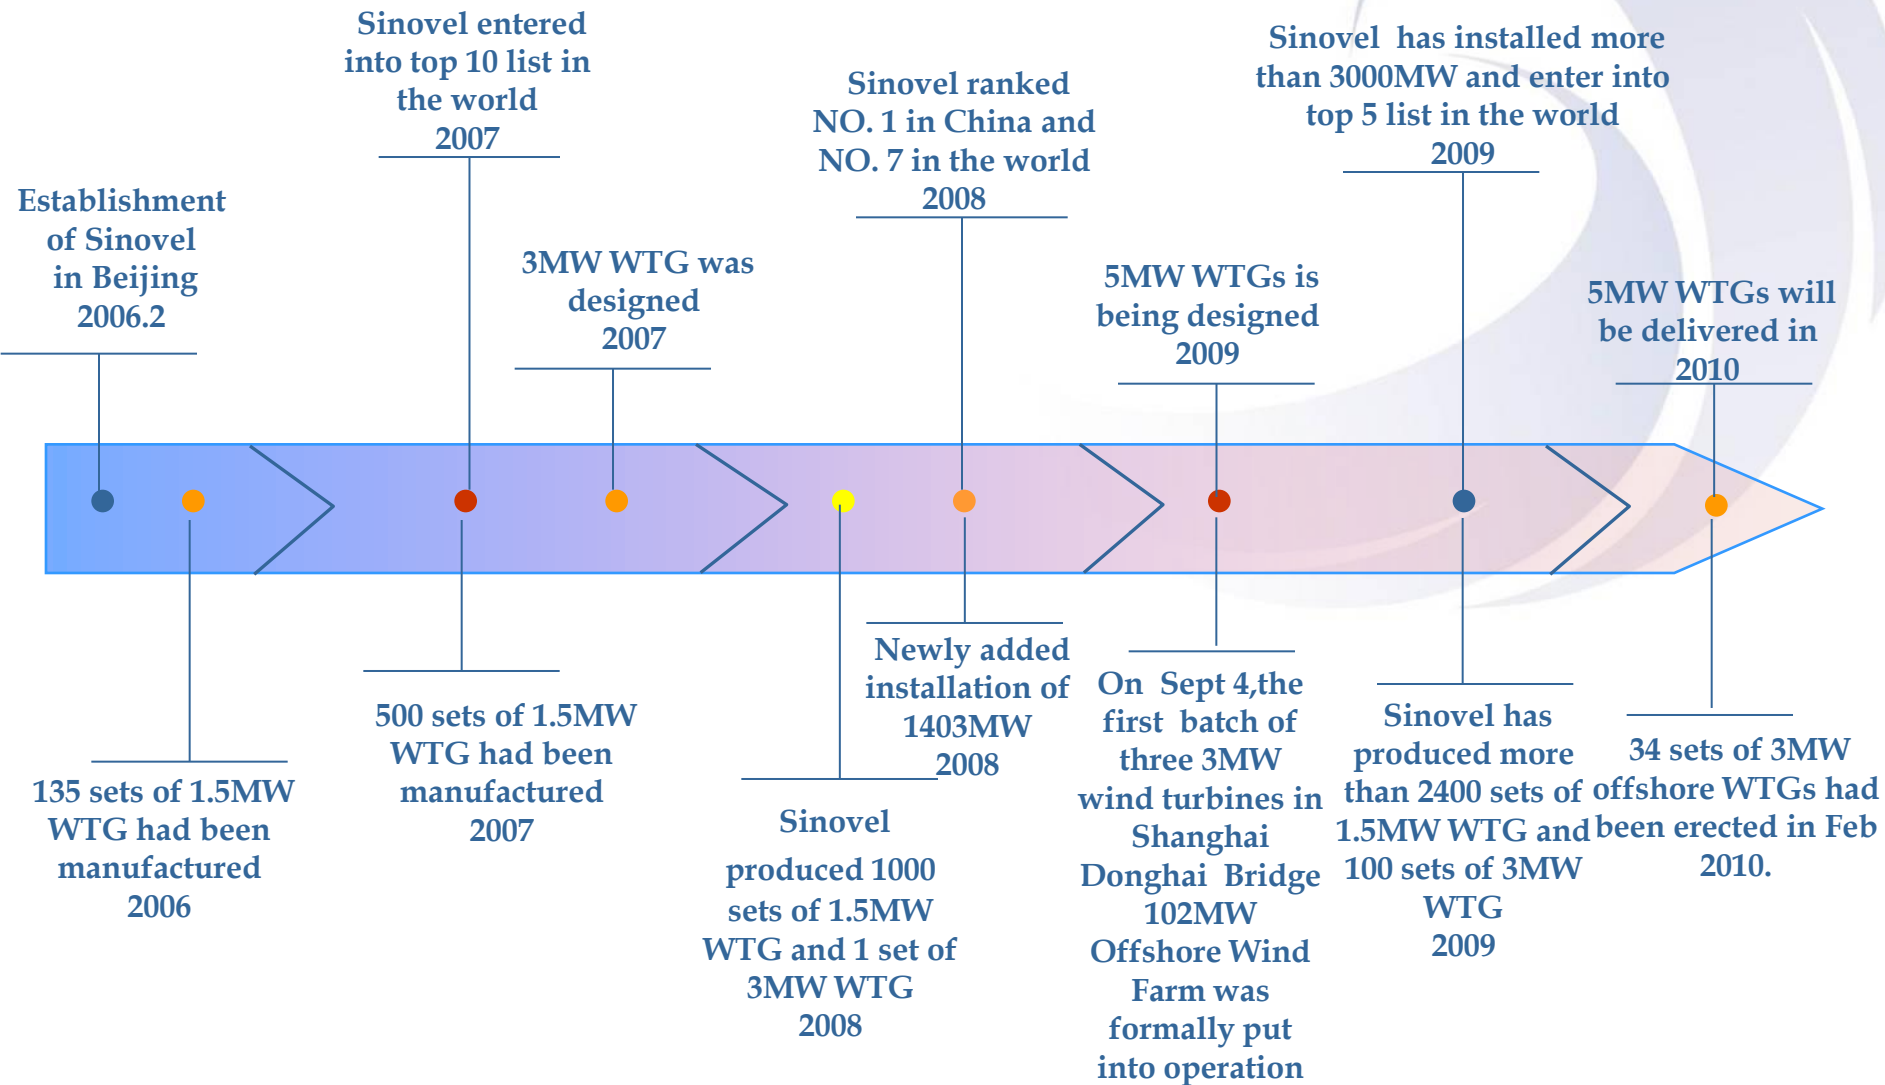 Sinovel entered
into top 10 list in
the world
2007
Sinovel has installed more
than 3000MW and enter into
top 5 list in the world
2009
Sinovel ranked
NO. 1 in China and
NO. 7 in the world
2008
Establishment
of Sinovel
in Beijing
2006.2
3MW WTG was
designed
2007
5MW WTGs is
being designed
2009
5MW WTGs will
be delivered in
2010
135 sets of 1.5MW
WTG had been
manufactured
2006
500 sets of 1.5MW
WTG had been
manufactured
2007
Sinovel
produced 1000
sets of 1.5MW
WTG and 1 set of
3MW WTG
2008
Newly added
installation of
1403MW
2008
On Sept 4,the
first batch of
three 3MW
wind turbines in
Shanghai
Donghai Bridge
102MW
Offshore Wind
Farm was
formally put
into operation
Sinovel has
produced more
than 2400 sets of
1.5MW WTG and
100 sets of 3MW
WTG
2009
34 sets of 3MW
offshore WTGs had
been erected in Feb
2010.